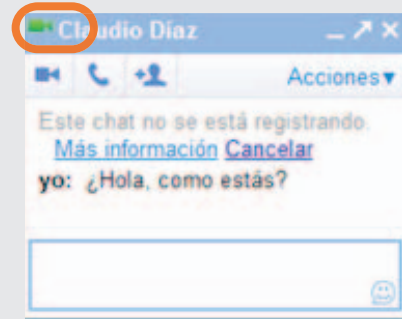 Claudio Díaz
Acciones▾
Este chat no se está registrando.
Más información Cancelar
yo: ¿Hola, como estás?